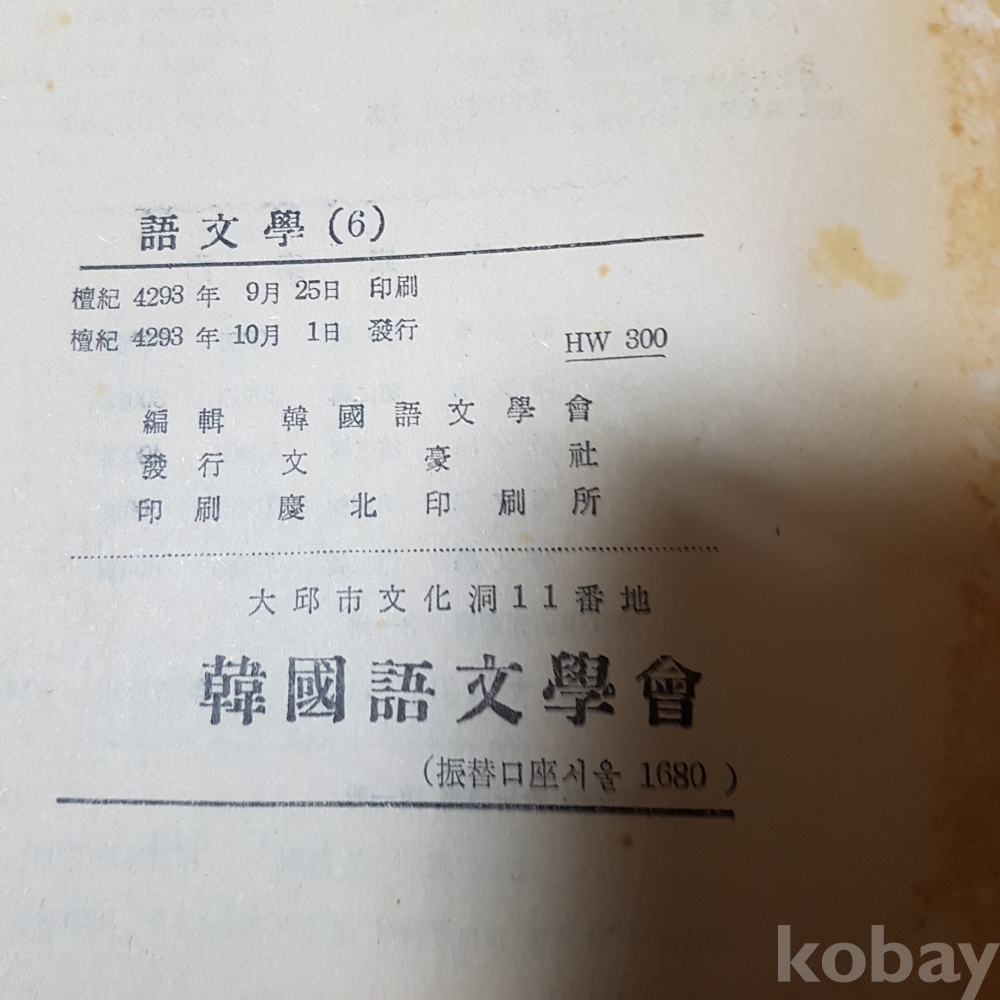 語文學(6)
檀紀 4293 年 9月 25日 印刷
檀紀 4293 年 10月 1日 發行
HW 300
編輯 韓國語文學會
發行 文豪社
印刷 慶北印刷所
大邱市文化洞11番地
韓國語文學會
(振替口座서울 1680)
kobay